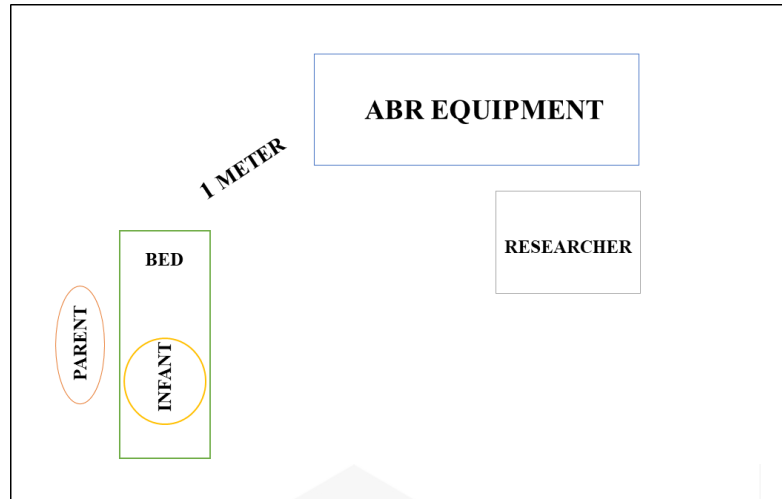 ABR EQUIPMENT
1 METER
RESEARCHER
BED
PARENT
INFANT